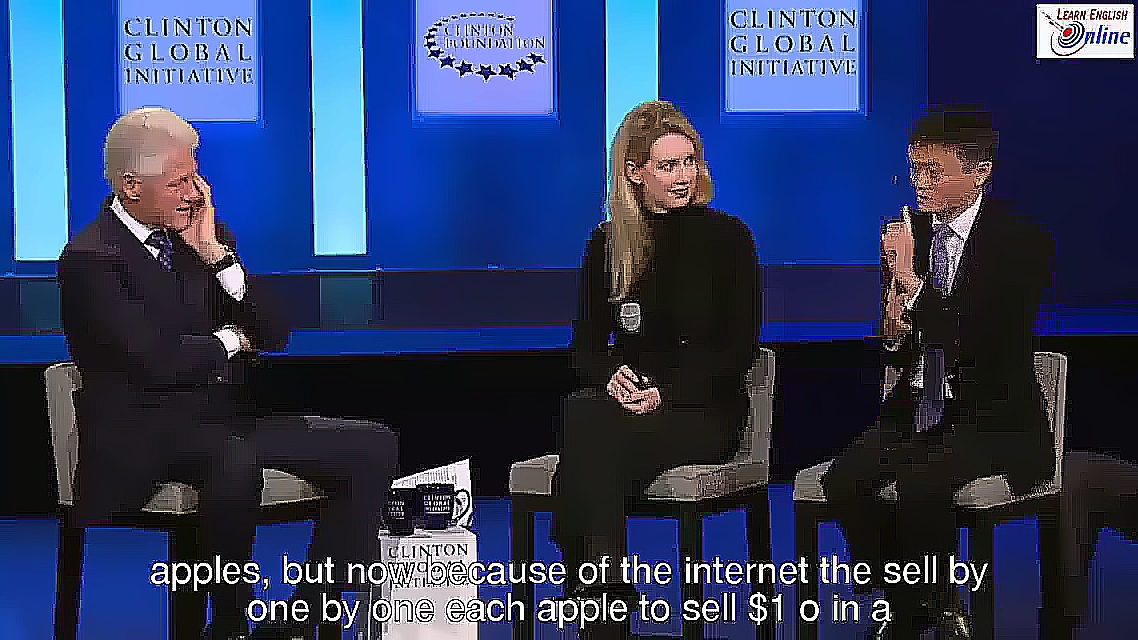 CLINTON
GLOBAL
INITIATIVE
CLINTON
FOUNDATION
CLINTON
GLOBAL
INITIATIVE
LEARN ENGLISH
Online
CLINTON
apples, but now because of the internet the sell by
one by one each apple to sell $1 o in a